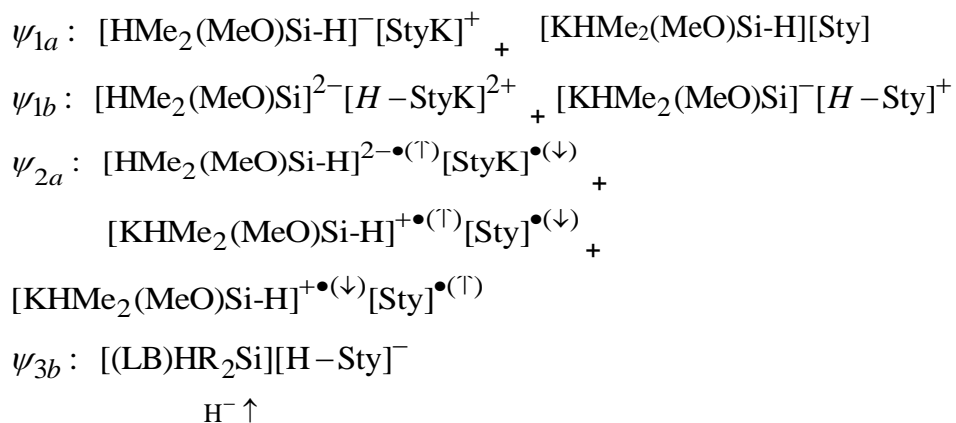 ψ₁ₐ : [HMe₂(MeO)Si-H]⁻[StyK]⁺ + [KHMe₂(MeO)Si-H][Sty]
ψ₁b : [HMe₂(MeO)Si]²⁻[H – StyK]²⁺ + [KHMe₂(MeO)Si]⁻[H – Sty]⁺
ψ₂ₐ : [HMe₂(MeO)Si-H]²⁻•⁽↑⁾[StyK]•⁽↓⁾ +
[KHMe₂(MeO)Si-H]⁺•⁽↑⁾[Sty]•⁽↓⁾ +
[KHMe₂(MeO)Si-H]⁺•⁽↓⁾[Sty]•⁽↑⁾
ψ₃b : [(LB)HR₂Si][H – Sty]⁻
H⁻ ↑